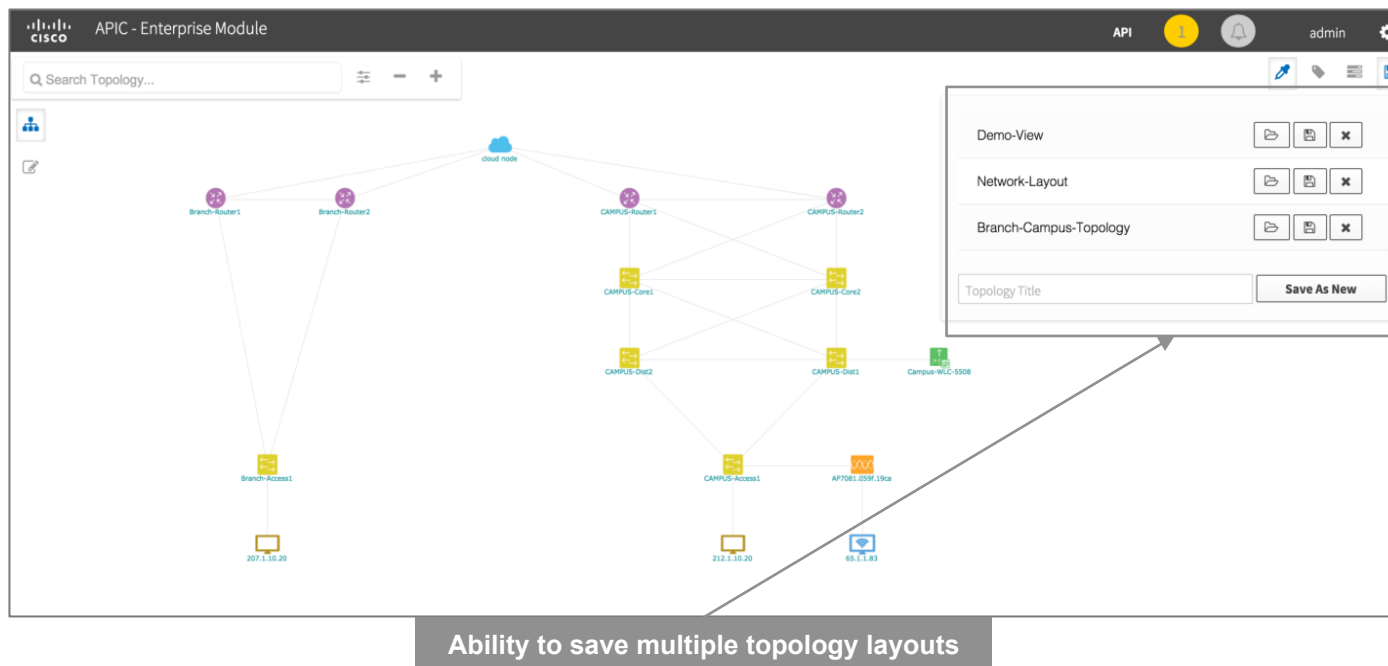 CISCO
APIC - Enterprise Module
API
1
admin
Search Topology...
Demo-View
Network-Layout
Branch-Campus-Topology
Topology Title
Save As New
cloud node
Branch-Router1
Branch-Router2
CAMPUS-Router1
CAMPUS-Router2
CAMPUS-Core1
CAMPUS-Core2
CAMPUS-Dist2
CAMPUS-Dist1
Campus-WLC-5508
Branch-Access1
CAMPUS-Access1
AP7081.059f.19ca
207.1.10.20
212.1.10.20
65.1.1.83
Ability to save multiple topology layouts